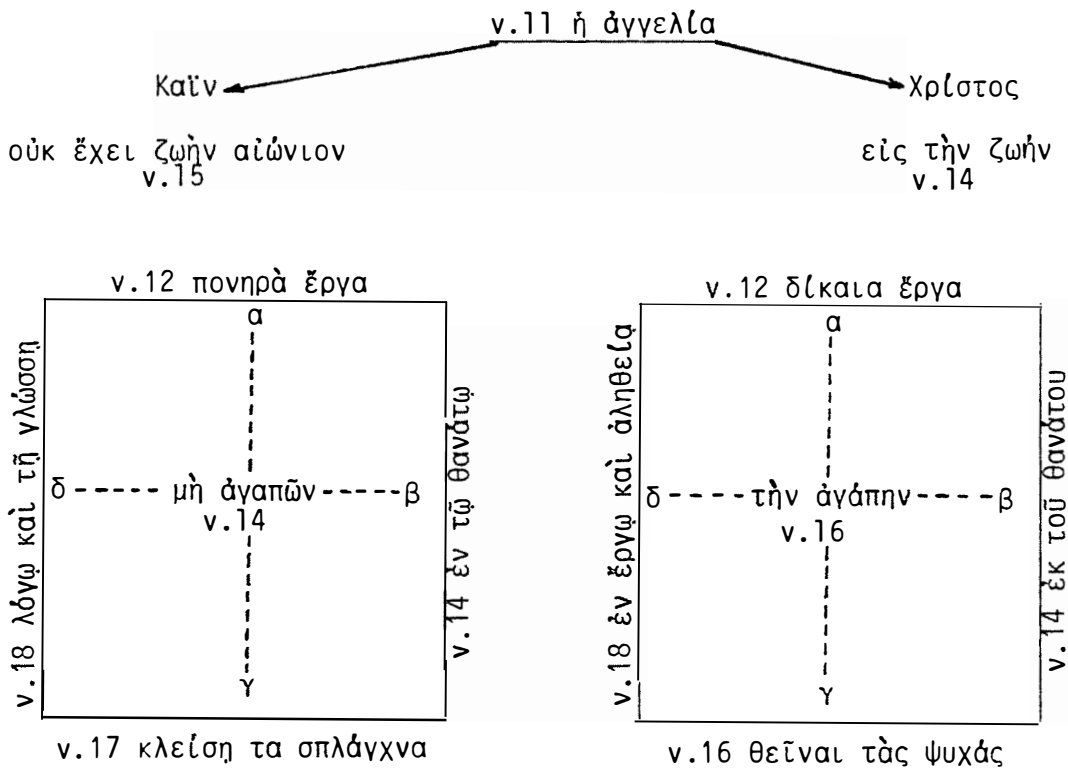 v.11 ἡ ἀγγελία
Καϊν
Χρίστος
οὐκ ἔχει ζωὴν αἰώνιον
v.15
εἰς τὴν ζωήν
v.14
v.12 πονηρὰ ἔργα
α
v.18 λόγῳ καὶ τῆ γλώσσῃ
δ
μὴ ἀγαπῶν
β
v.14
v.14 ἐν τῷ θανατῳ
γ
v.17 κλείσῃ τα σπλάγχνα
v.12 δίκαια ἔργα
α
v.18 ἐν ἔργῳ καὶ ἀληθείᾳ
δ
τὴν ἀγάπην
β
v.16
v.14 ἐκ τοῦ θανατου
γ
v.16 θεῖναι τὰς ψυχάς